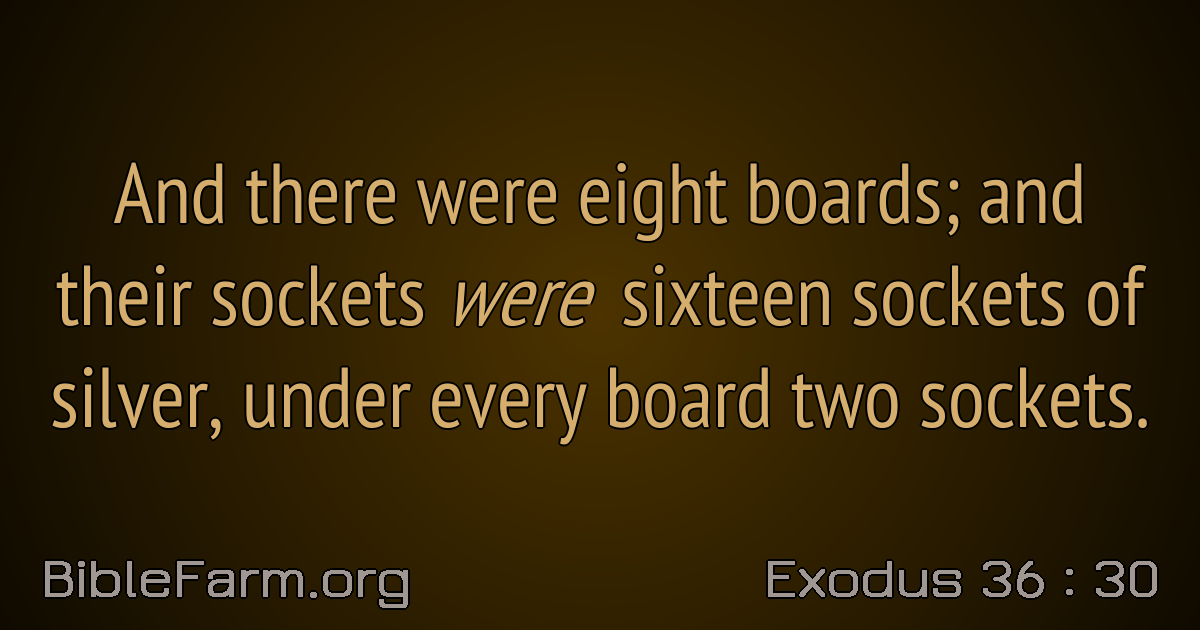 And there were eight boards; and
their sockets were sixteen sockets of
silver, under every board two sockets.
BibleFarm.org
Exodus 36 : 30